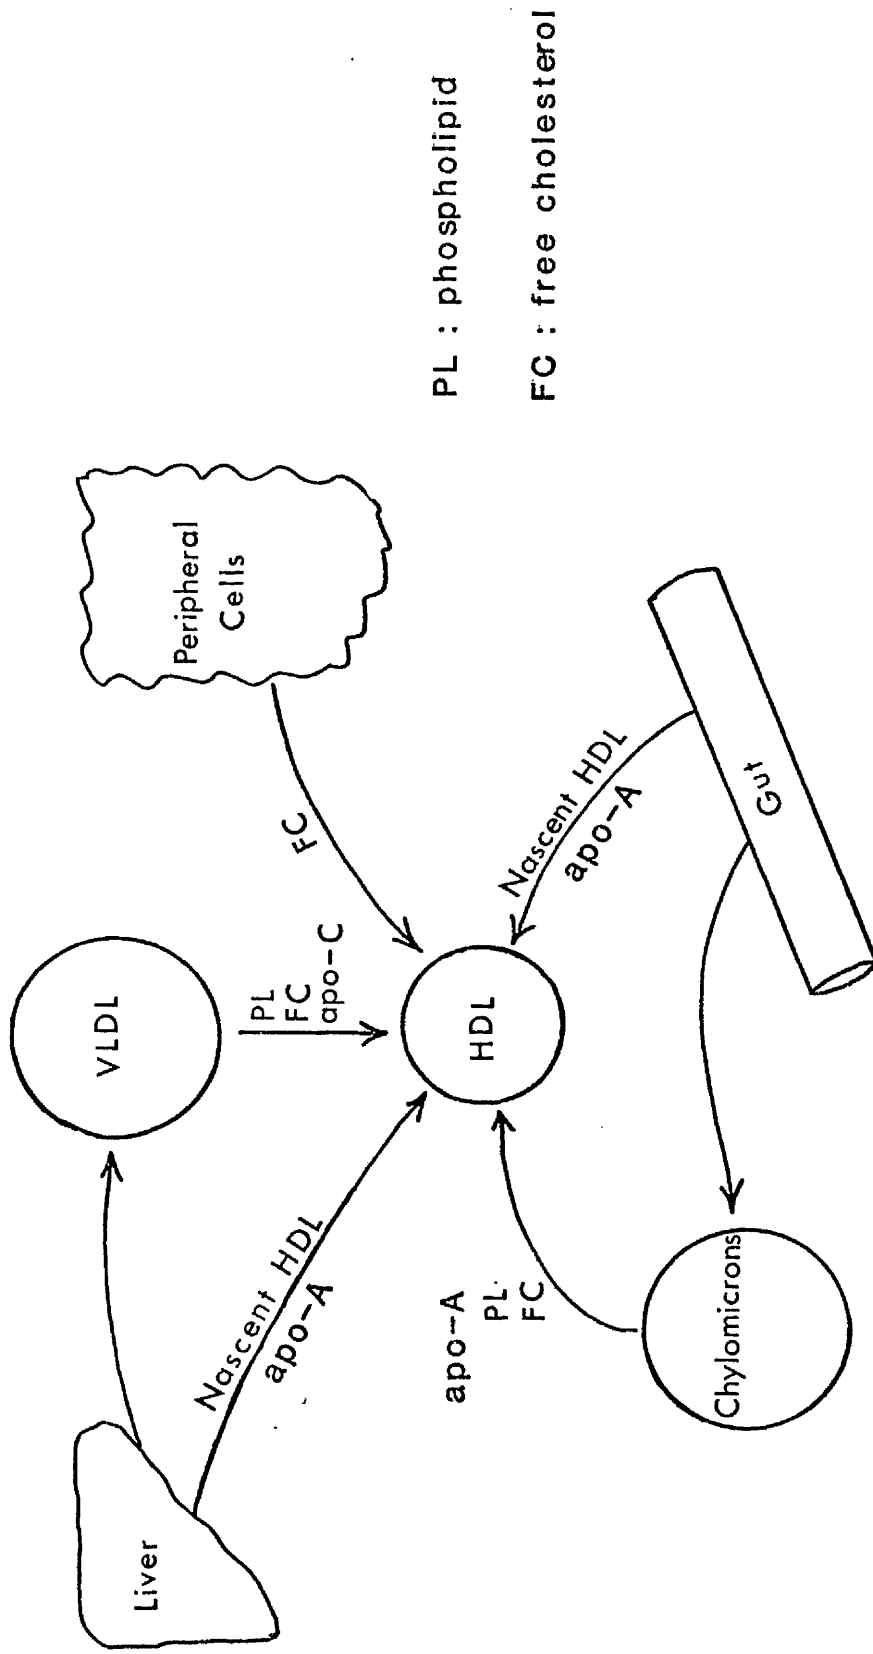 Liver
VLDL
Peripheral
Cells
PL
FC
apo-C
FC
Nascent HDL
apo-A
HDL
apo-A
PL
FC
Nascent HDL
apo-A
Chylomicrons
Gut
PL : phospholipid
FC : free cholesterol